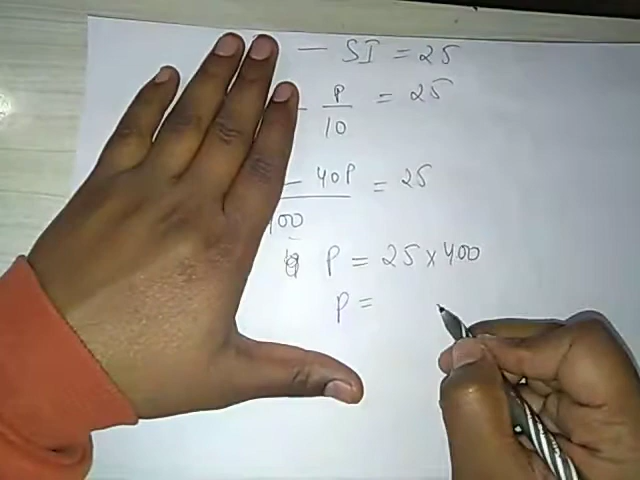 — SI = 25
- P/10 = 25
— 40P / 400 = 25
P = 25 × 400
P =